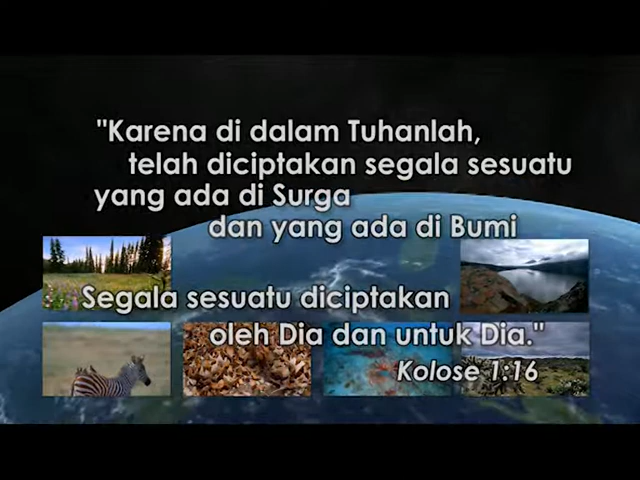 "Karena di dalam Tuhanlah,
telah diciptakan segala sesuatu
yang ada di Surga
dan yang ada di Bumi
Segala sesuatu diciptakan
oleh Dia dan untuk Dia."
Kolose 1:16